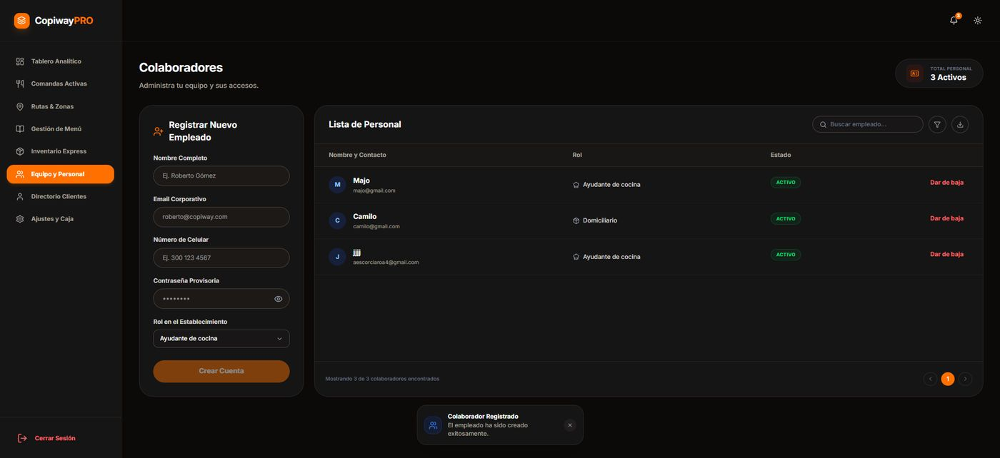 CopiwayPRO
3
Tablero Analítico
Comandas Activas
Rutas & Zonas
Gestión de Menú
Inventario Express
Equipo y Personal
Directorio Clientes
Ajustes y Caja
Cerrar Sesión
Colaboradores
Administra tu equipo y sus accesos.
TOTAL PERSONAL
3 Activos
Registrar Nuevo
Empleado
Nombre Completo
Ej. Roberto Gómez
Email Corporativo
roberto@copiway.com
Número de Celular
Ej. 300 123 4567
Contraseña Provisoria
••••••••
Rol en el Establecimiento
Ayudante de cocina
Crear Cuenta
Lista de Personal
Buscar empleado...
Nombre y Contacto Rol Estado
M Majo
majo@gmail.com
Ayudante de cocina ACTIVO Dar de baja
C Camilo
camilo@gmail.com
Domiciliario ACTIVO Dar de baja
J jjjj
aescorciaroa4@gmail.com
Ayudante de cocina ACTIVO Dar de baja
Mostrando 3 de 3 colaboradores encontrados
1
Colaborador Registrado
El empleado ha sido creado
exitosamente.